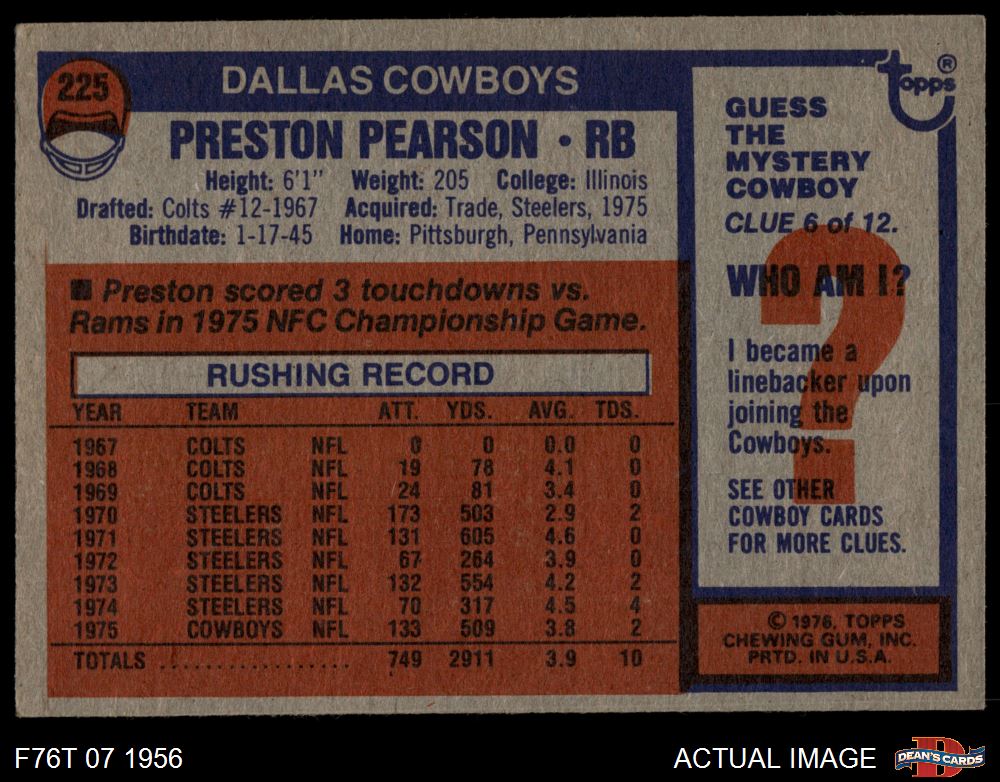 225
DALLAS COWBOYS
PRESTON PEARSON • RB
Height: 6'1" Weight: 205 College: Illinois
Drafted: Colts #12-1967 Acquired: Trade, Steelers, 1975
Birthdate: 1-17-45 Home: Pittsburgh, Pennsylvania
■ Preston scored 3 touchdowns vs.
Rams in 1975 NFC Championship Game.
RUSHING RECORD
YEAR TEAM ATT. YDS. AVG. TDS.
1967 COLTS NFL 0 0 0.0 0
1968 COLTS NFL 19 78 4.1 0
1969 COLTS NFL 24 81 3.4 0
1970 STEELERS NFL 173 503 2.9 2
1971 STEELERS NFL 131 605 4.6 0
1972 STEELERS NFL 67 264 3.9 0
1973 STEELERS NFL 132 554 4.2 2
1974 STEELERS NFL 70 317 4.5 4
1975 COWBOYS NFL 133 509 3.8 2
TOTALS .................. 749 2911 3.9 10
topps ®
GUESS
THE
MYSTERY
COWBOY
CLUE 6 of 12.
WHO AM I?
?
I became a
linebacker upon
joining the
Cowboys.
SEE OTHER
COWBOY CARDS
FOR MORE CLUES.
© 1976, TOPPS
CHEWING GUM, INC.
PRTD. IN U.S.A.
F76T 07 1956
ACTUAL IMAGE
D
DEAN'S CARDS